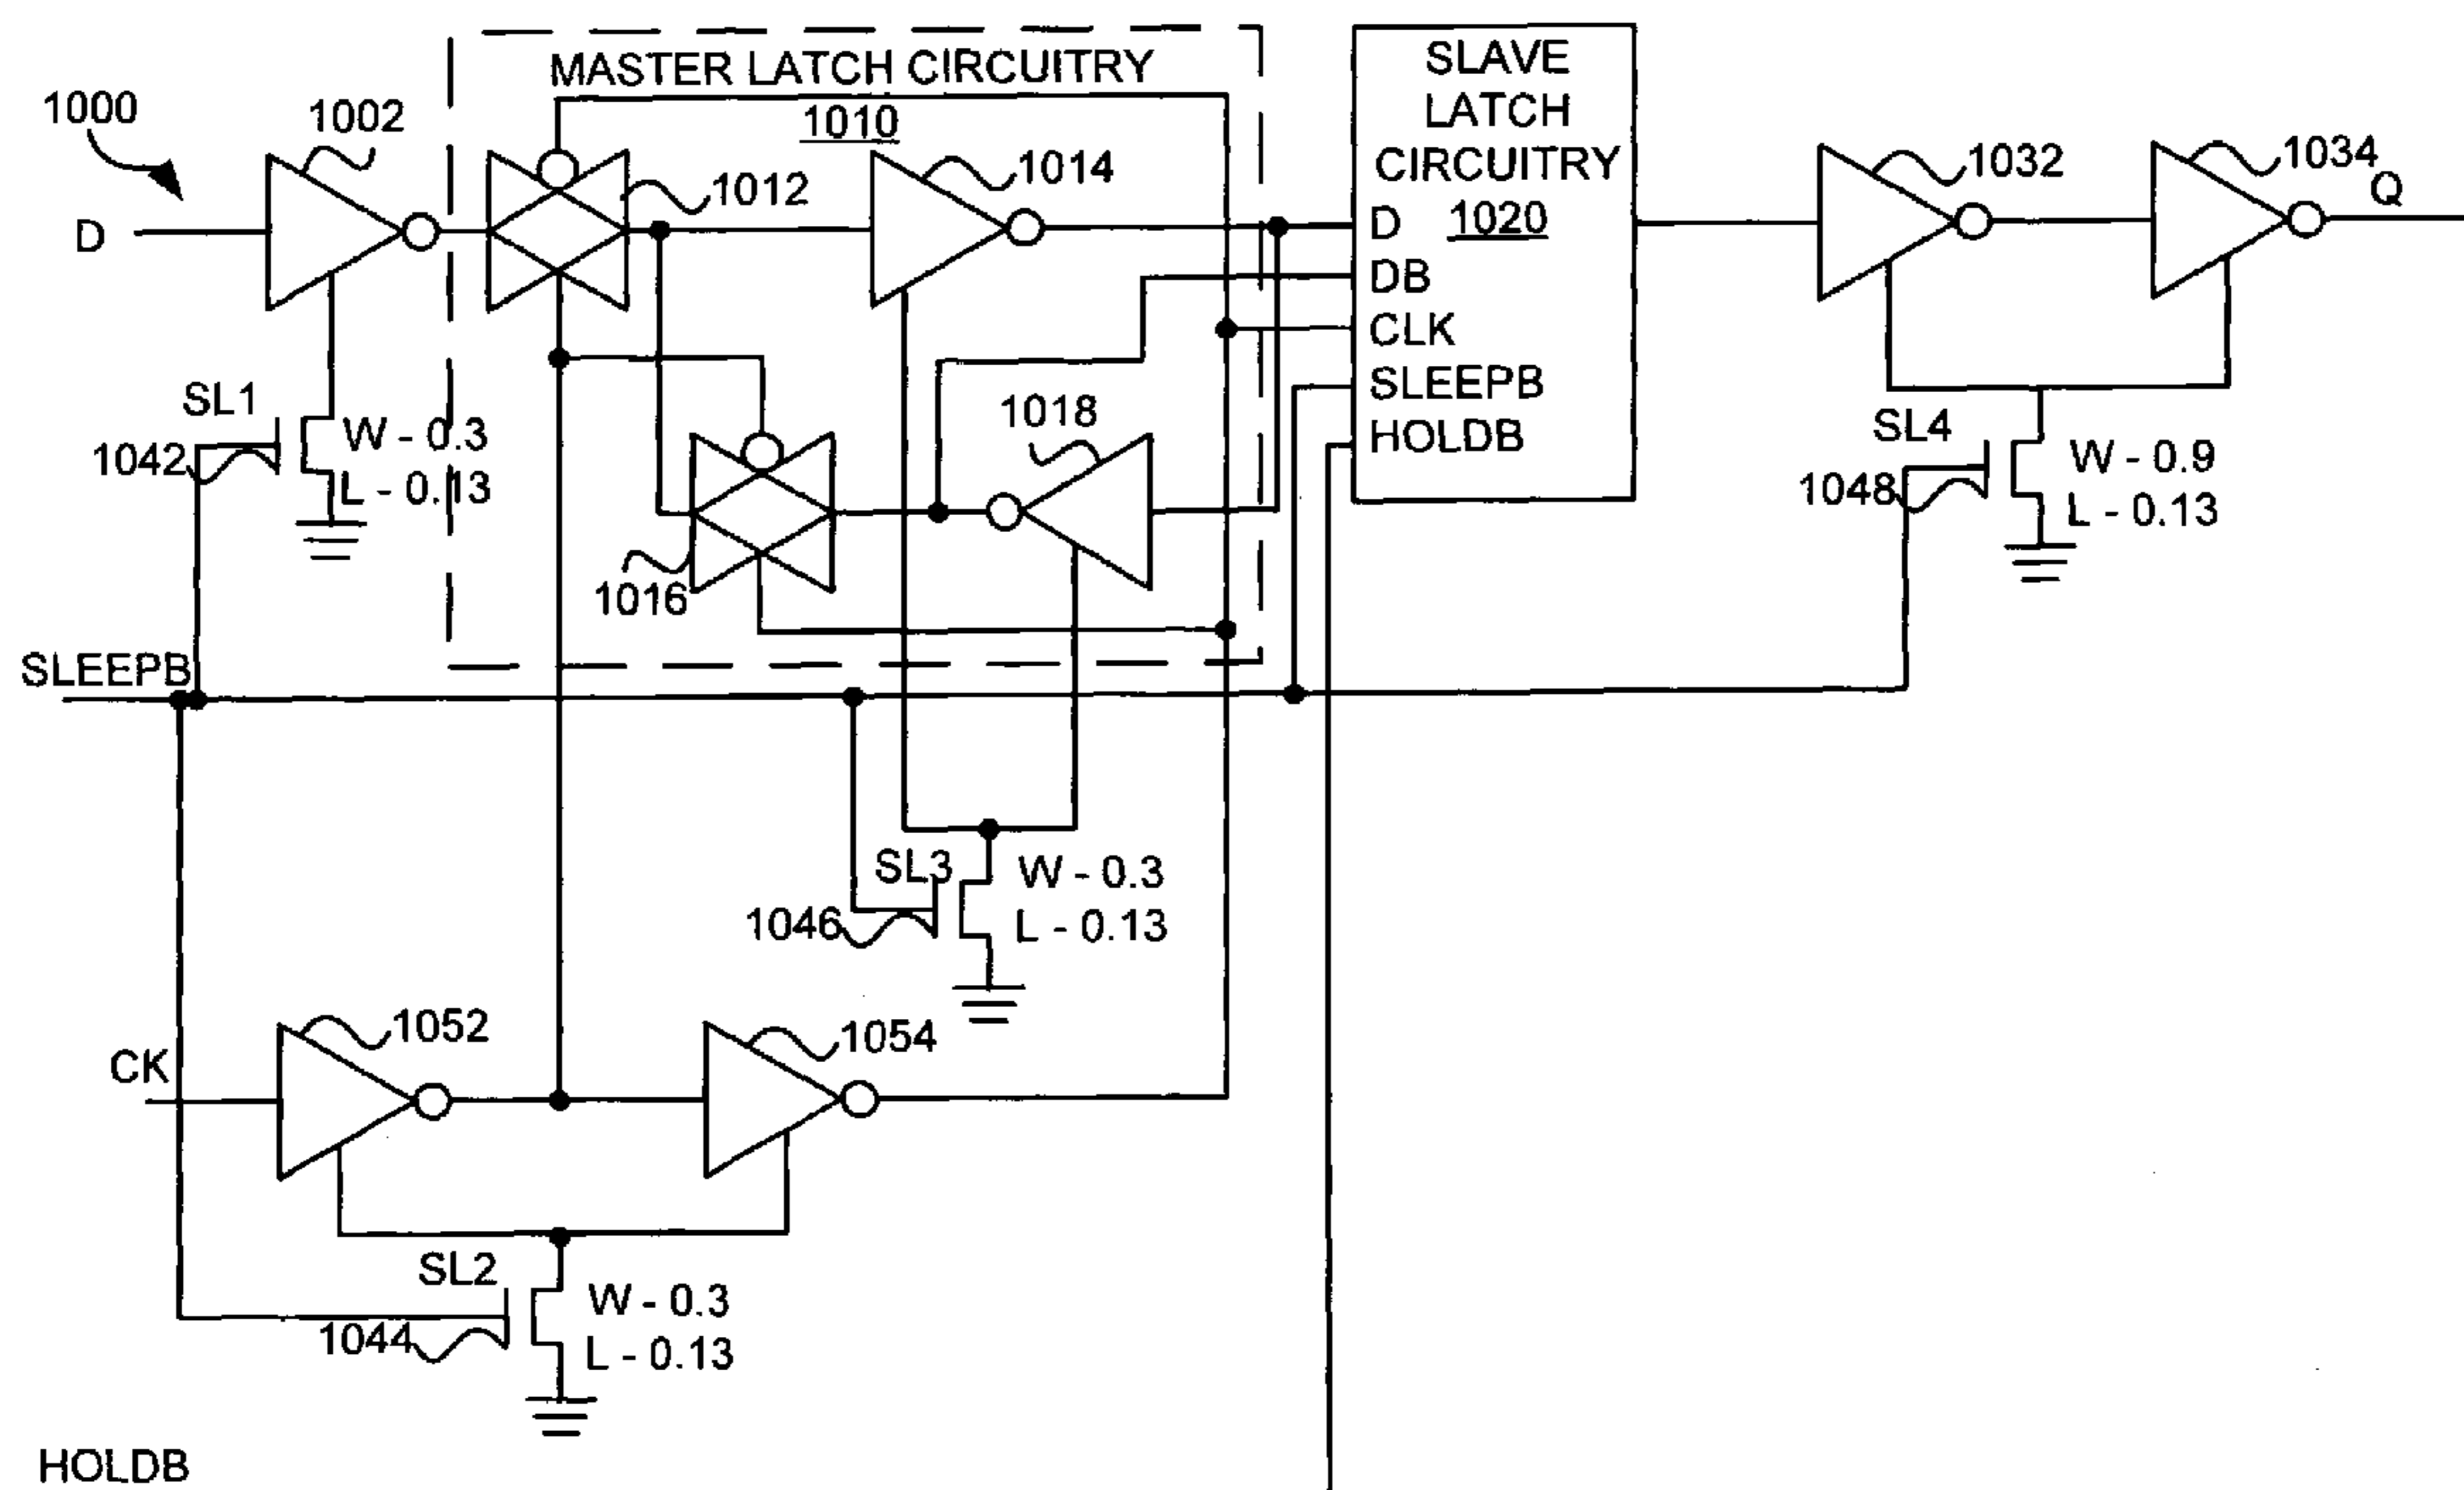 MASTER LATCH CIRCUITRY
1010
1000
1002
D
1012
1014
SLAVE
LATCH
CIRCUITRY
1020
D
DB
CLK
SLEEPB
HOLDB
1032
1034
Q
SL1
1042
W - 0.3
L - 0.13
1016
1018
SL4
1048
W - 0.9
L - 0.13
SLEEPB
SL3
1046
W - 0.3
L - 0.13
CK
1052
1054
SL2
1044
W - 0.3
L - 0.13
HOLDB